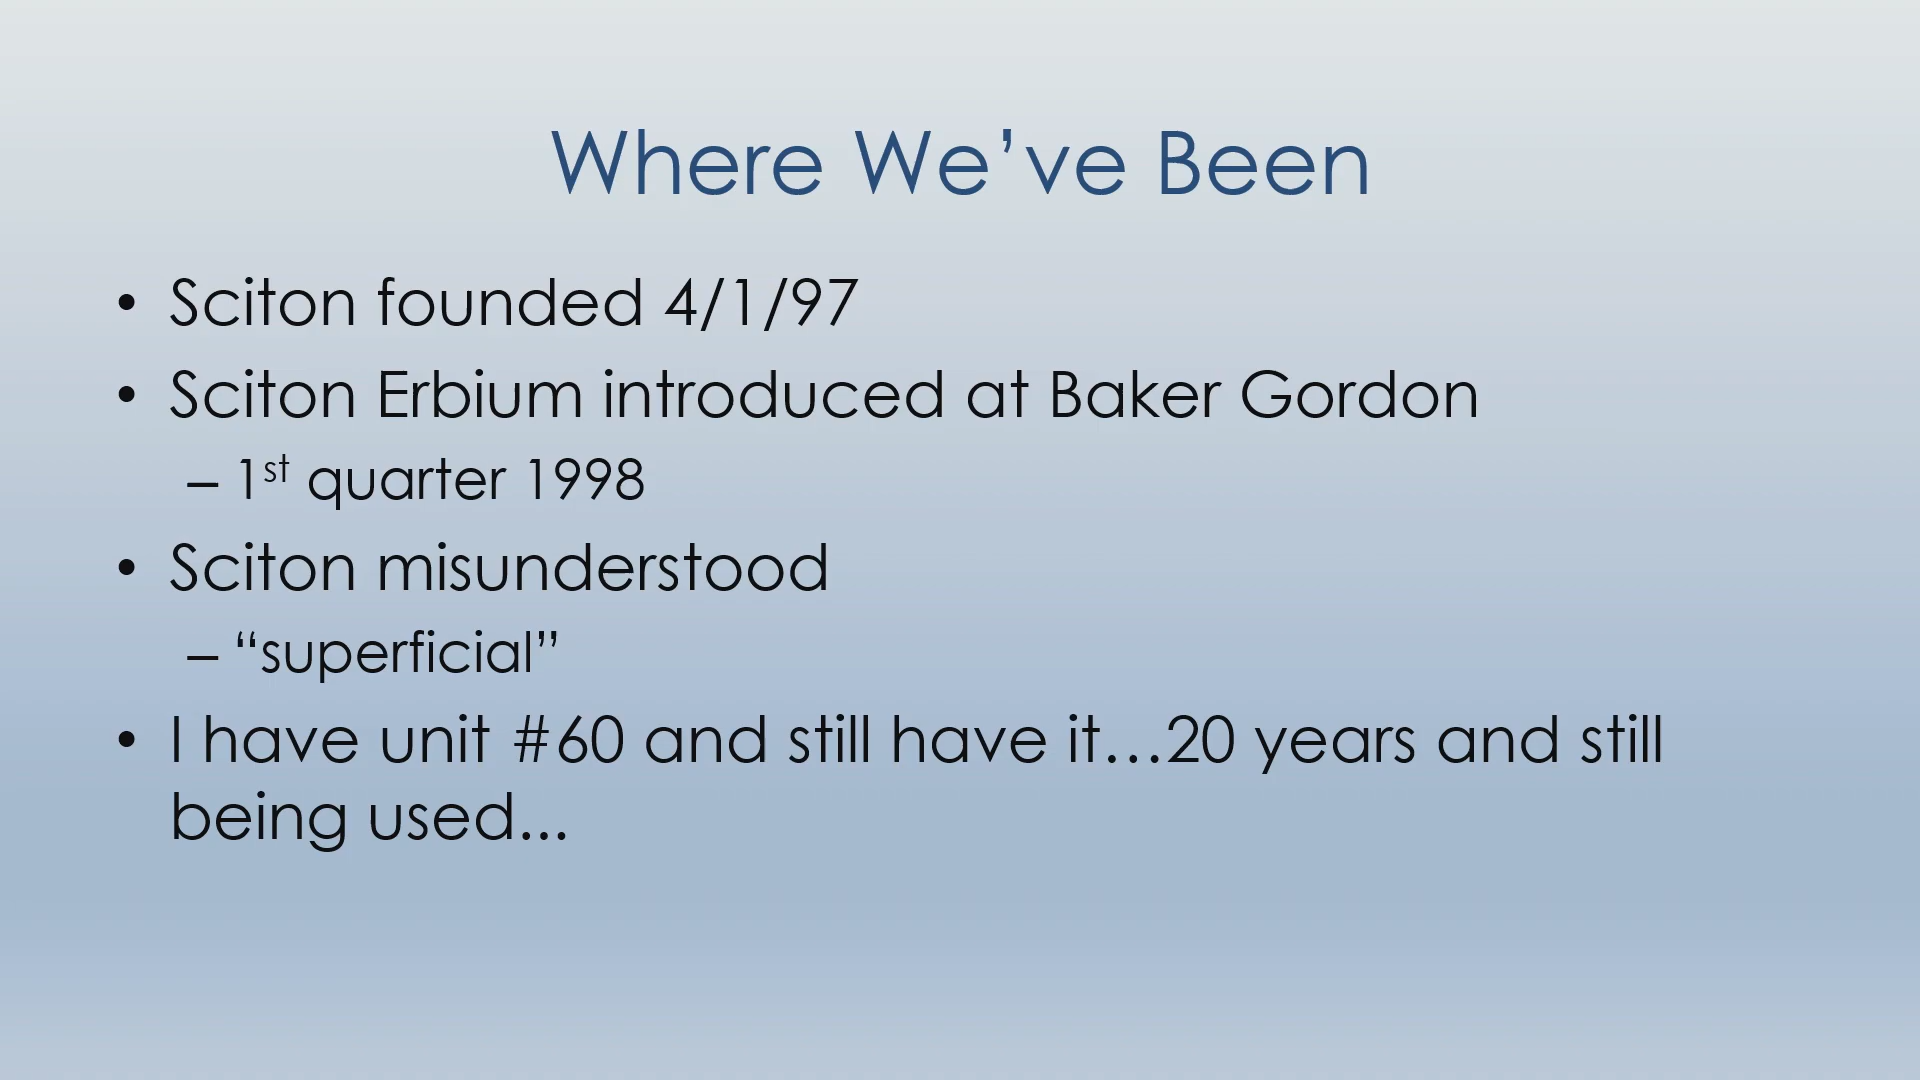 Where We’ve Been
• Sciton founded 4/1/97
• Sciton Erbium introduced at Baker Gordon
– 1st quarter 1998
• Sciton misunderstood
– “superficial”
• I have unit #60 and still have it…20 years and still
being used...